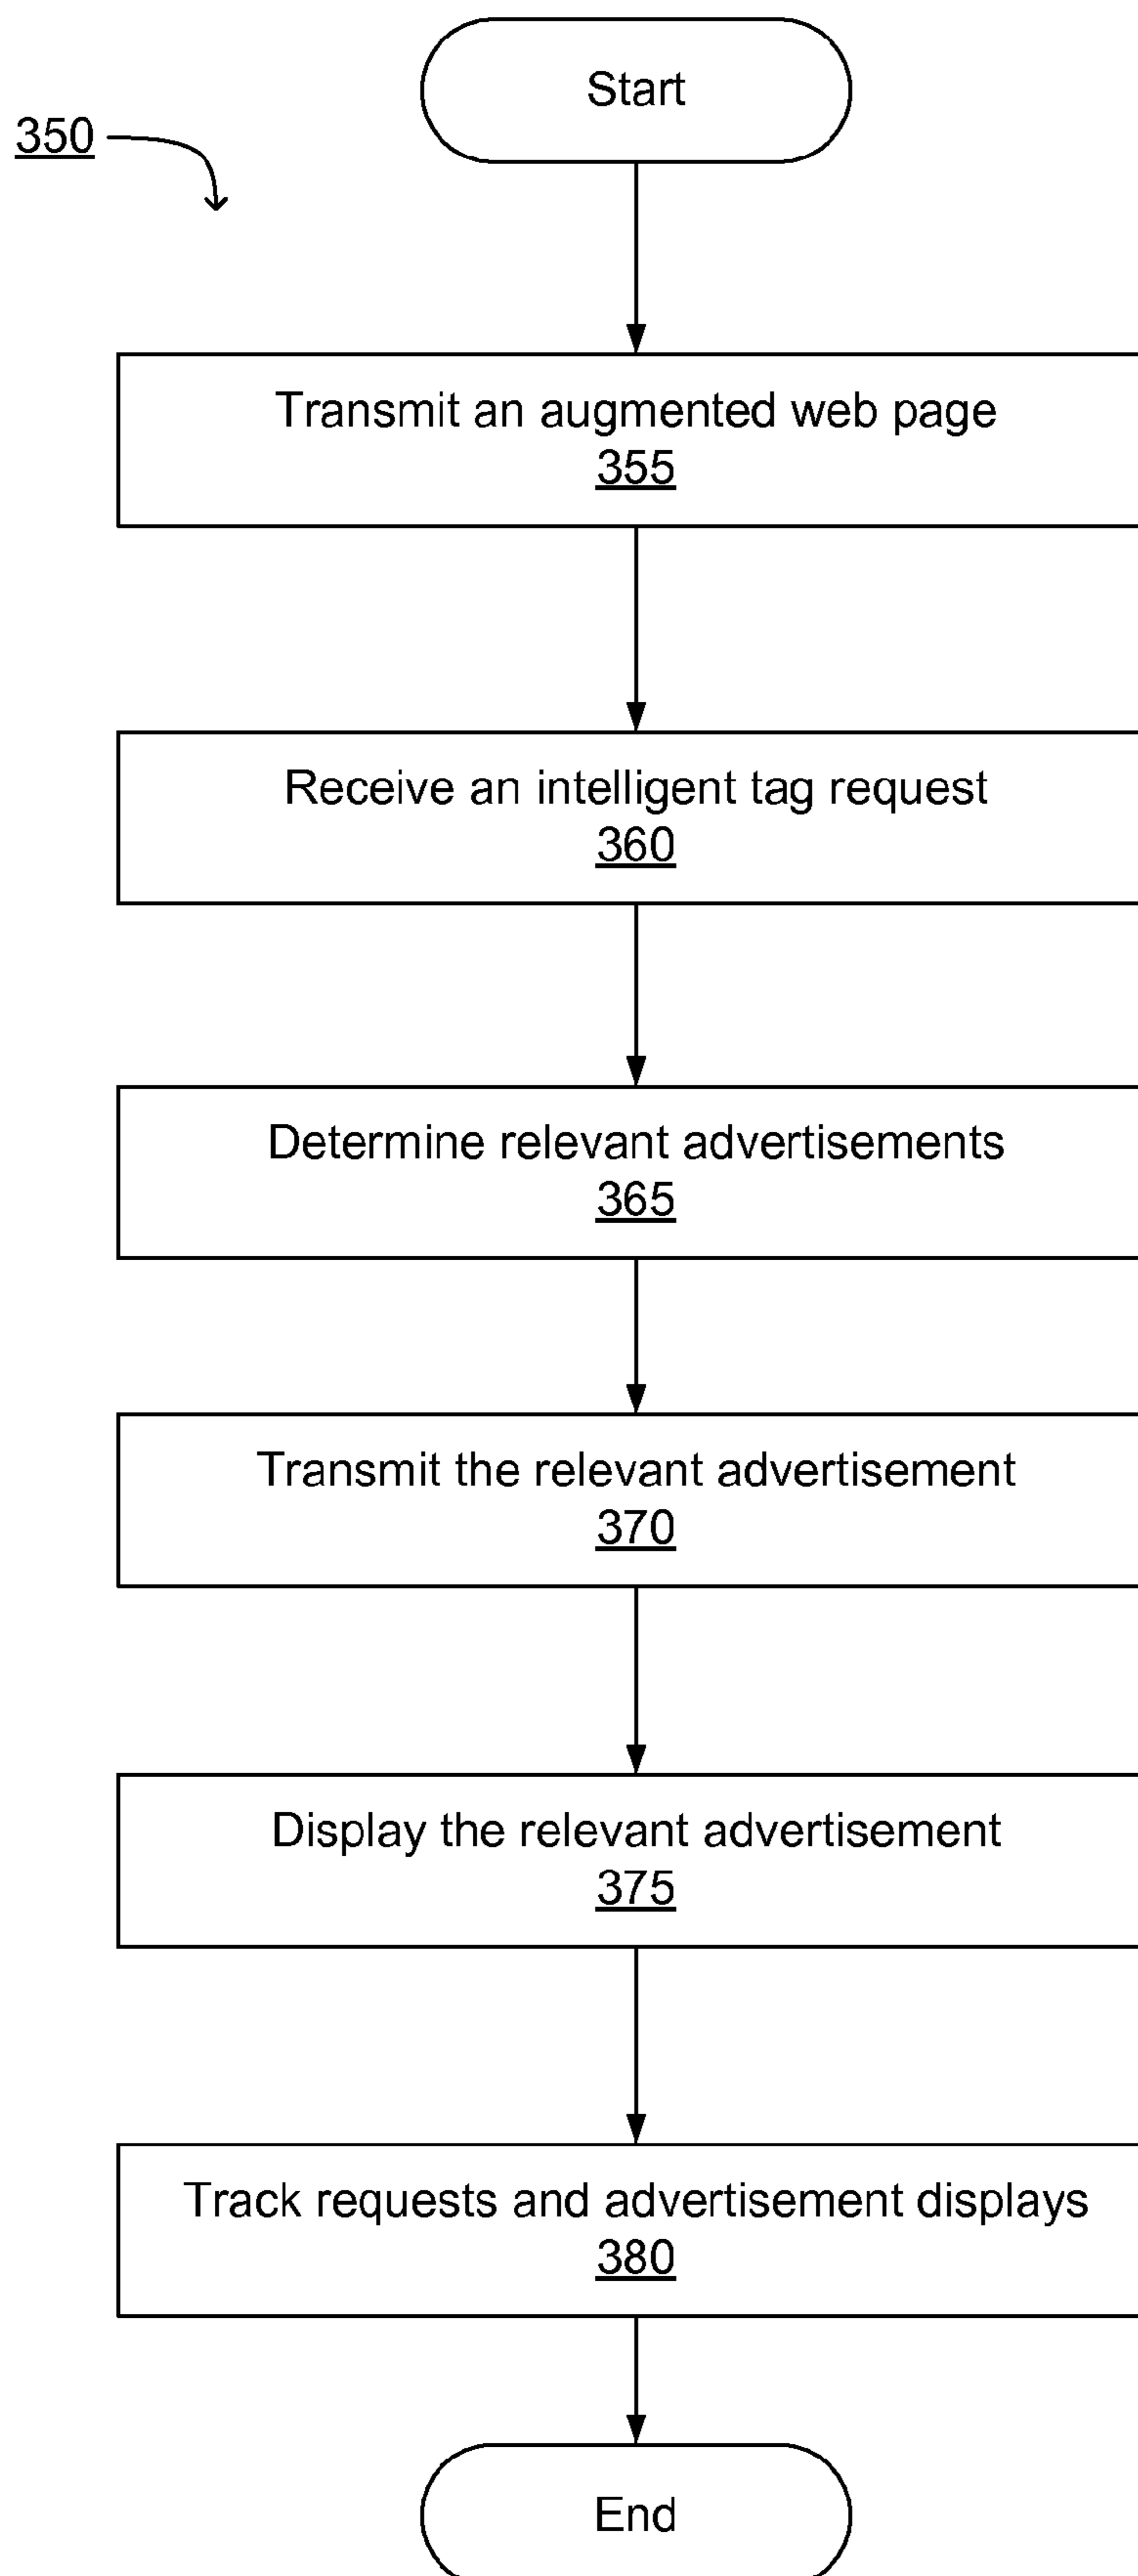 Start
350
Transmit an augmented web page
355
Receive an intelligent tag request
360
Determine relevant advertisements
365
Transmit the relevant advertisement
370
Display the relevant advertisement
375
Track requests and advertisement displays
380
End